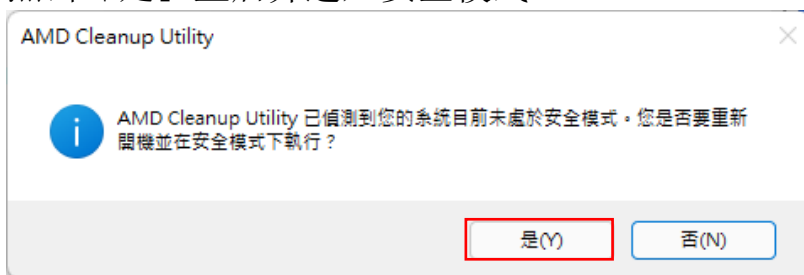 AMD Cleanup Utility
AMD Cleanup Utility 已偵測到您的系統目前未處於安全模式。您是否要重新
開機並在安全模式下執行？
是(Y)
否(N)